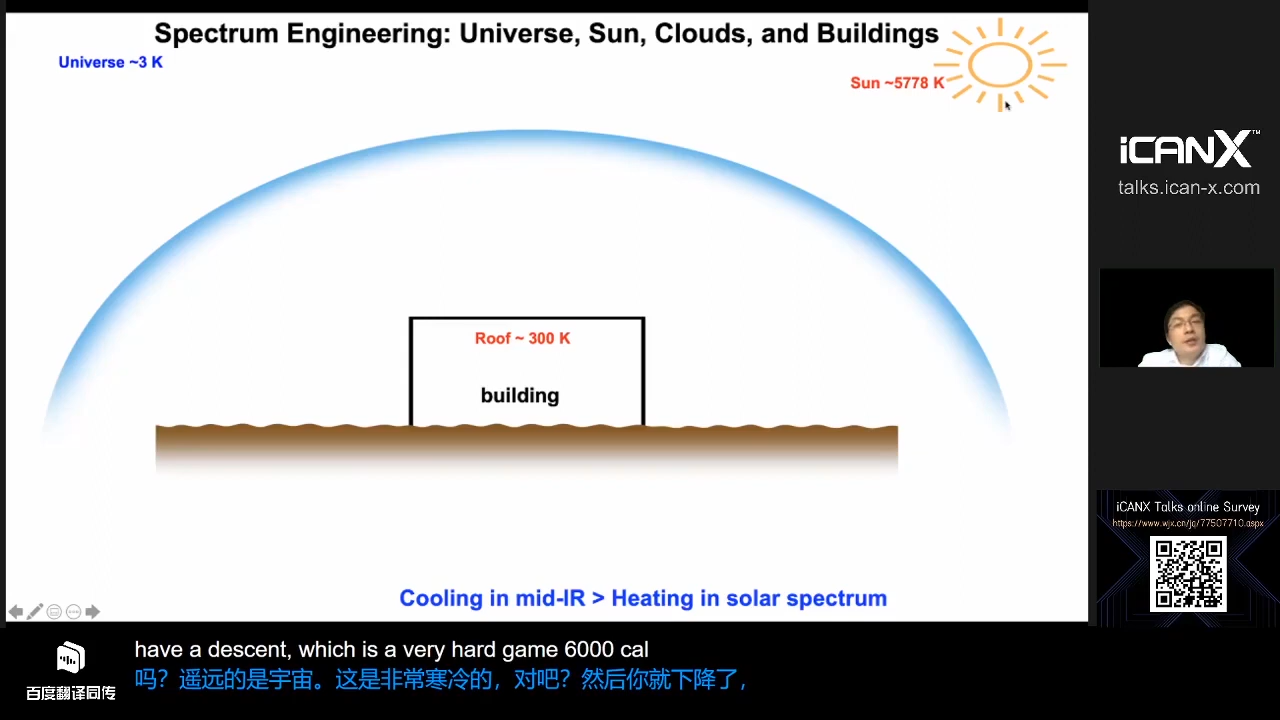 Spectrum Engineering: Universe, Sun, Clouds, and Buildings
Universe ~3 K
Sun ~5778 K
Roof ~ 300 K
building
Cooling in mid-IR > Heating in solar spectrum
iCANX™
talks.ican-x.com
iCANX Talks online Survey
https://www.wjx.cn/jq/77507710.aspx
have a descent, which is a very hard game 6000 cal
吗？遥远的是宇宙。这是非常寒冷的，对吧？然后你就下降了，
百度翻译同传